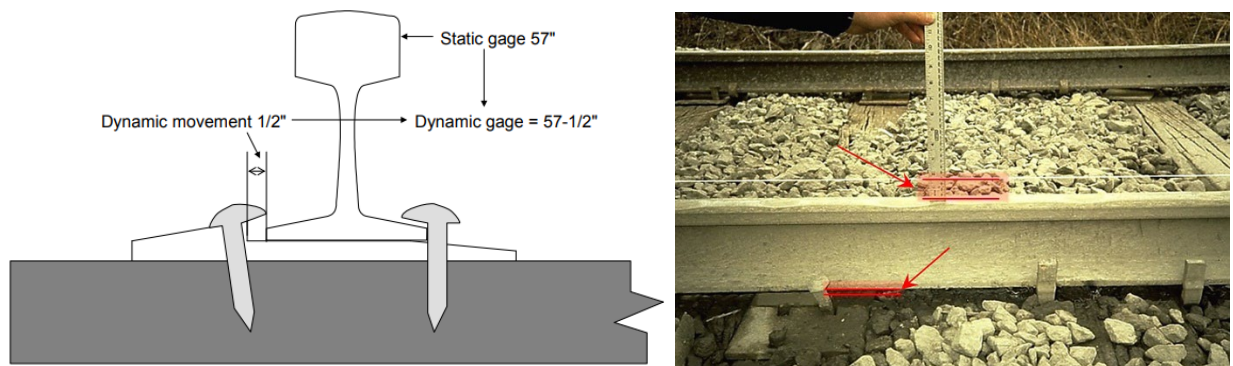 Static gage 57"
Dynamic movement 1/2"
Dynamic gage = 57-1/2"